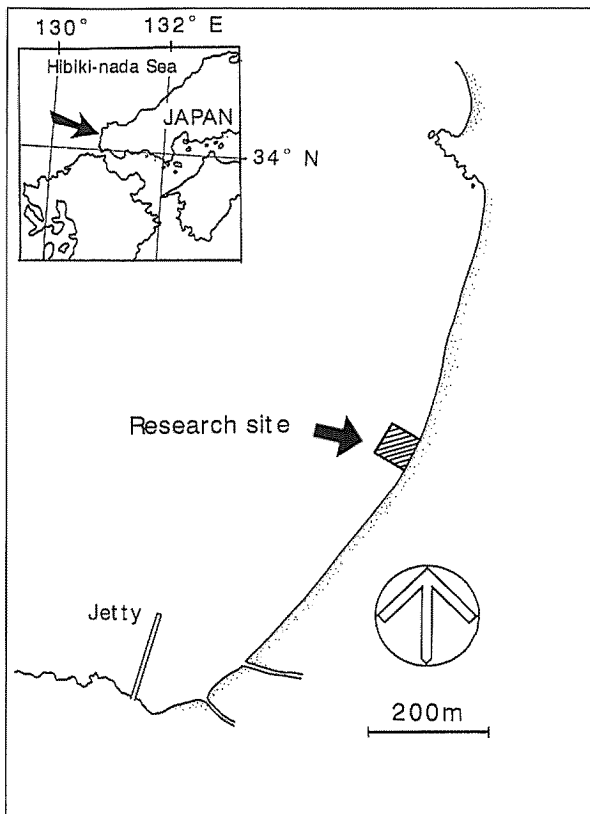 130° 132° E
Hibiki-nada Sea
JAPAN
34° N
Research site
Jetty
200m